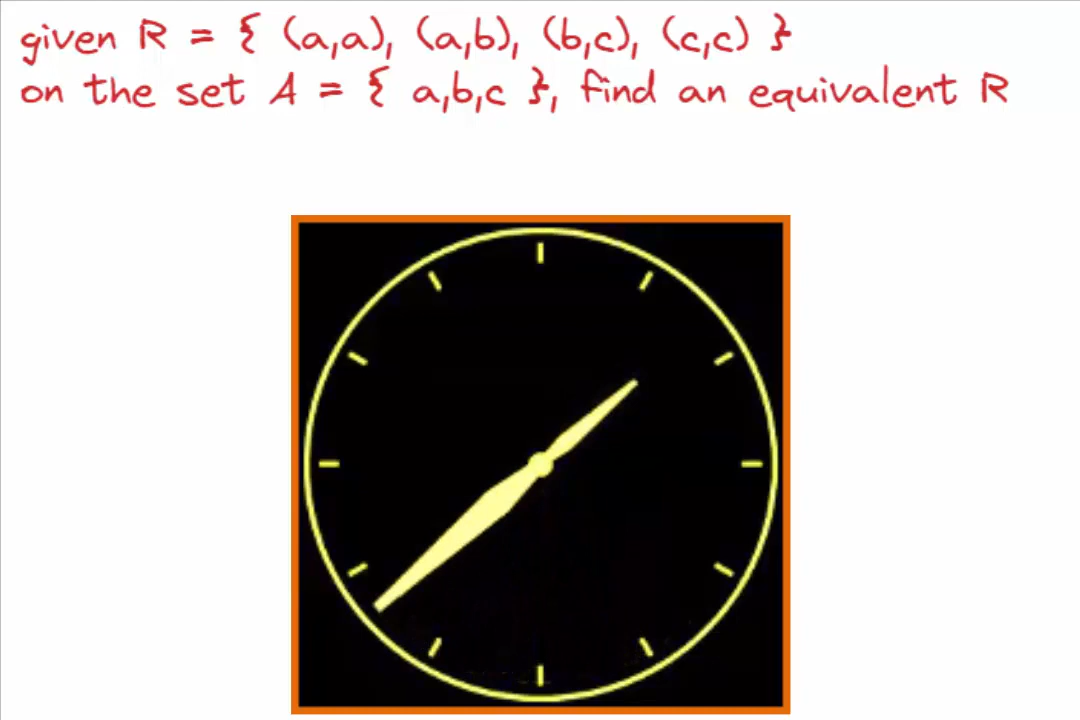 given R = { (a,a), (a,b), (b,c), (c,c) }
on the set A = { a,b,c }, find an equivalent R